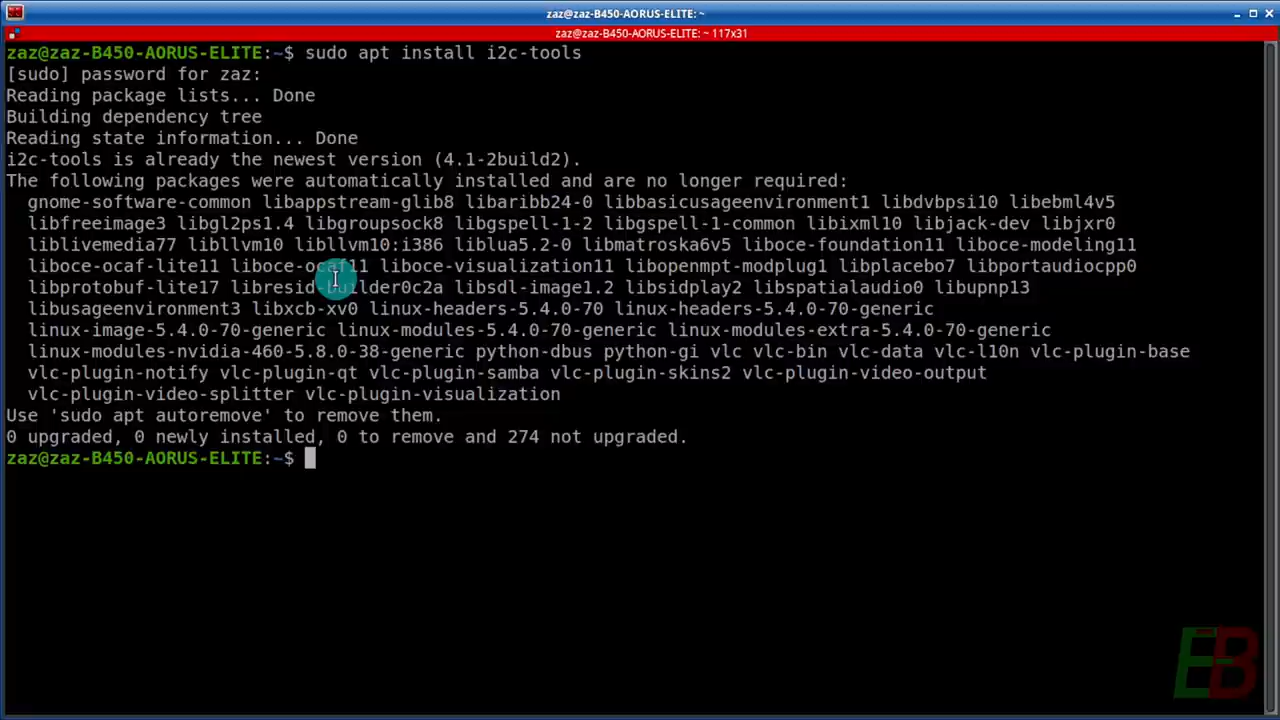 zaz@zaz-B450-AORUS-ELITE: ~
zaz@zaz-B450-AORUS-ELITE: ~ 117x31
zaz@zaz-B450-AORUS-ELITE:~$ sudo apt install i2c-tools
[sudo] password for zaz:
Reading package lists... Done
Building dependency tree
Reading state information... Done
i2c-tools is already the newest version (4.1-2build2).
The following packages were automatically installed and are no longer required:
gnome-software-common libappstream-glib8 libaribb24-0 libbasicusageenvironment1 libdvbpsi10 libebml4v5
libfreeimage3 libgl2ps1.4 libgroupsock8 libgspell-1-2 libgspell-1-common libixml10 libjack-dev libjxr0
liblivemedia77 libllvm10 libllvm10:i386 liblua5.2-0 libmatroska6v5 liboce-foundation11 liboce-modeling11
liboce-ocaf-lite11 liboce-ocaf11 liboce-visualization11 libopenmpt-modplug1 libplacebo7 libportaudiocpp0
libprotobuf-lite17 libresid-builder0c2a libsdl-image1.2 libsidplay2 libspatialaudio0 libupnp13
libusageenvironment3 libxcb-xv0 linux-headers-5.4.0-70 linux-headers-5.4.0-70-generic
linux-image-5.4.0-70-generic linux-modules-5.4.0-70-generic linux-modules-extra-5.4.0-70-generic
linux-modules-nvidia-460-5.8.0-38-generic python-dbus python-gi vlc vlc-bin vlc-data vlc-l10n vlc-plugin-base
vlc-plugin-notify vlc-plugin-qt vlc-plugin-samba vlc-plugin-skins2 vlc-plugin-video-output
vlc-plugin-video-splitter vlc-plugin-visualization
Use 'sudo apt autoremove' to remove them.
0 upgraded, 0 newly installed, 0 to remove and 274 not upgraded.
zaz@zaz-B450-AORUS-ELITE:~$
EB